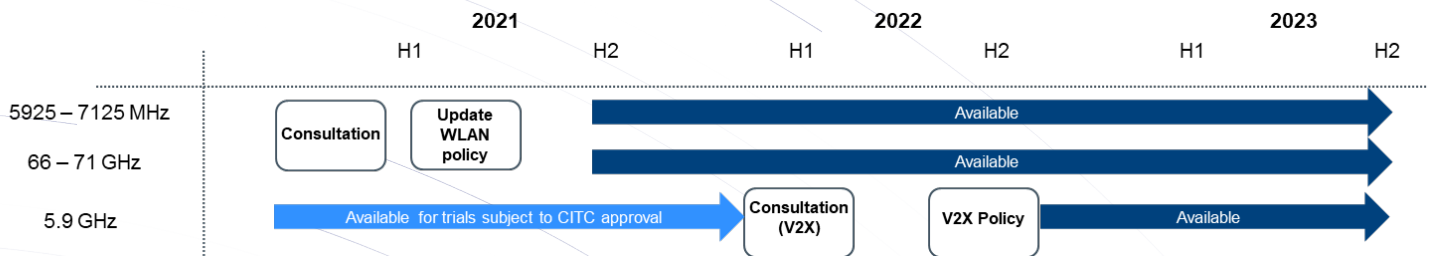 2021 2022 2023
H1 H2 H1 H2 H1 H2
5925 – 7125 MHz
Consultation
Update
WLAN
policy
Available
66 – 71 GHz
Available
5.9 GHz
Available for trials subject to CITC approval
Consultation
(V2X)
V2X Policy
Available